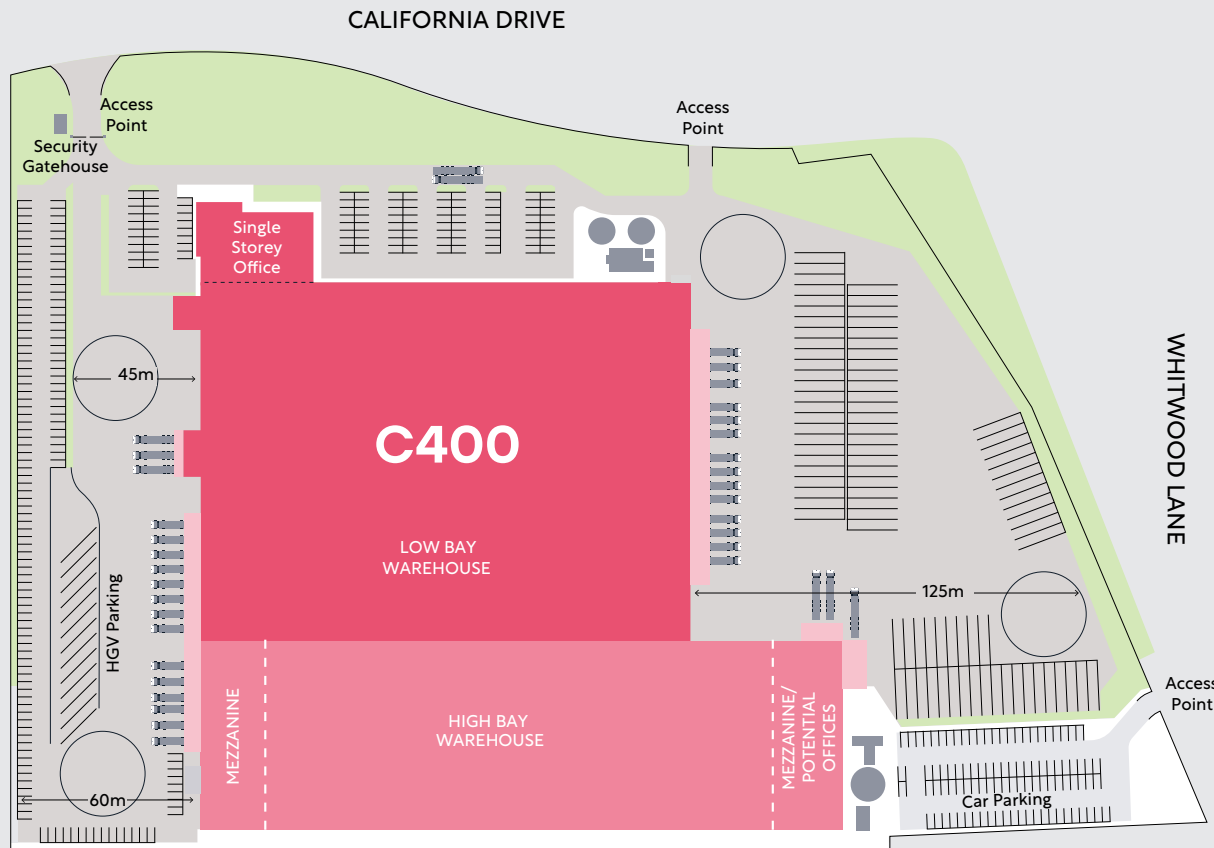 CALIFORNIA DRIVE
Access
Point
Access
Point
Security
Gatehouse
Single
Storey
Office
45m
C400
WHITWOOD LANE
LOW BAY
WAREHOUSE
HGV Parking
125m
MEZZANINE
HIGH BAY
WAREHOUSE
MEZZANINE/
POTENTIAL
OFFICES
Access
Point
60m
Car Parking